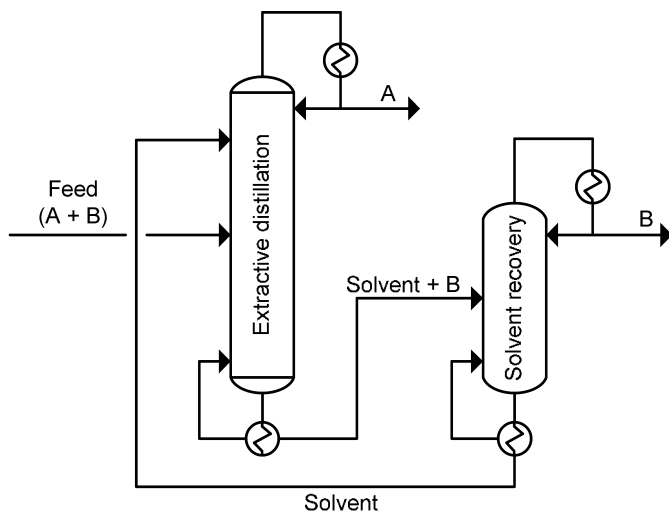 A
Feed
(A + B)
Extractive distillation
B
Solvent + B
Solvent recovery
Solvent